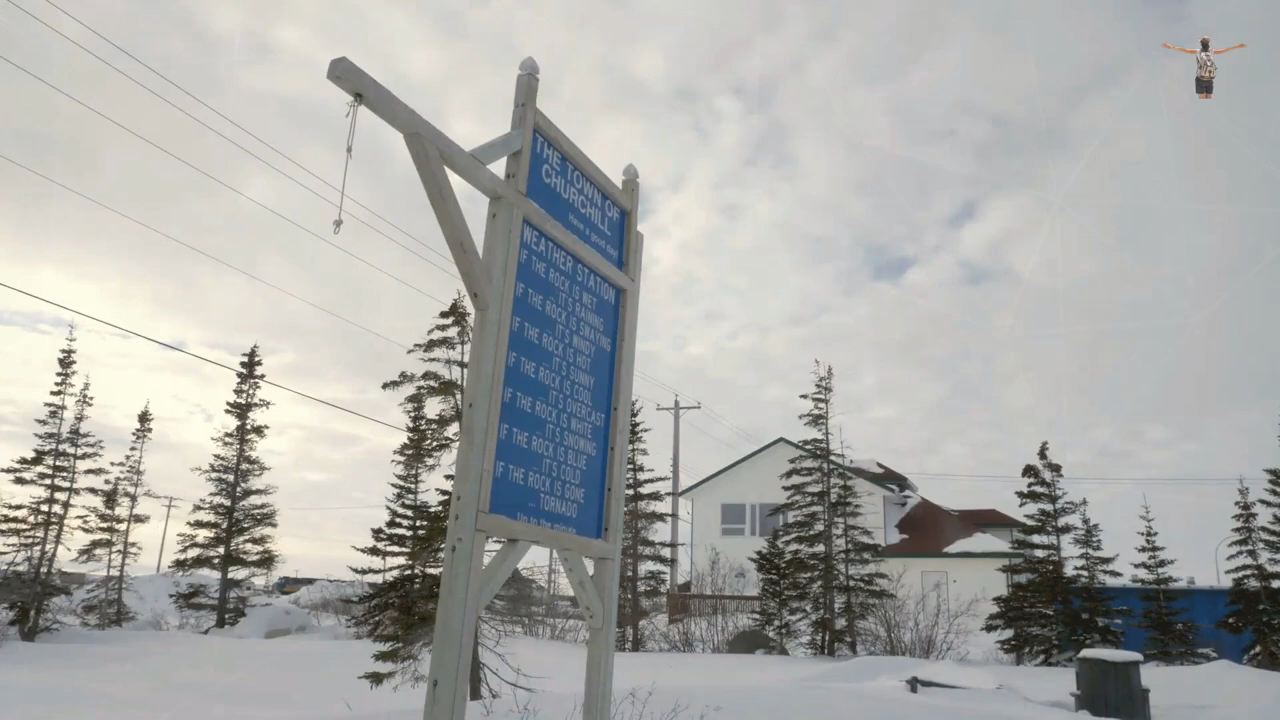 THE TOWN OF
CHURCHILL
Have a good day!
WEATHER STATION
IF THE ROCK IS WET
... IT'S RAINING
IF THE ROCK IS SWAYING
... IT'S WINDY
IF THE ROCK IS HOT
... IT'S SUNNY
IF THE ROCK IS COOL
... IT'S OVERCAST
IF THE ROCK IS WHITE
... IT'S SNOWING
IF THE ROCK IS BLUE
... IT'S COLD
IF THE ROCK IS GONE
... TORNADO
Up to the minute